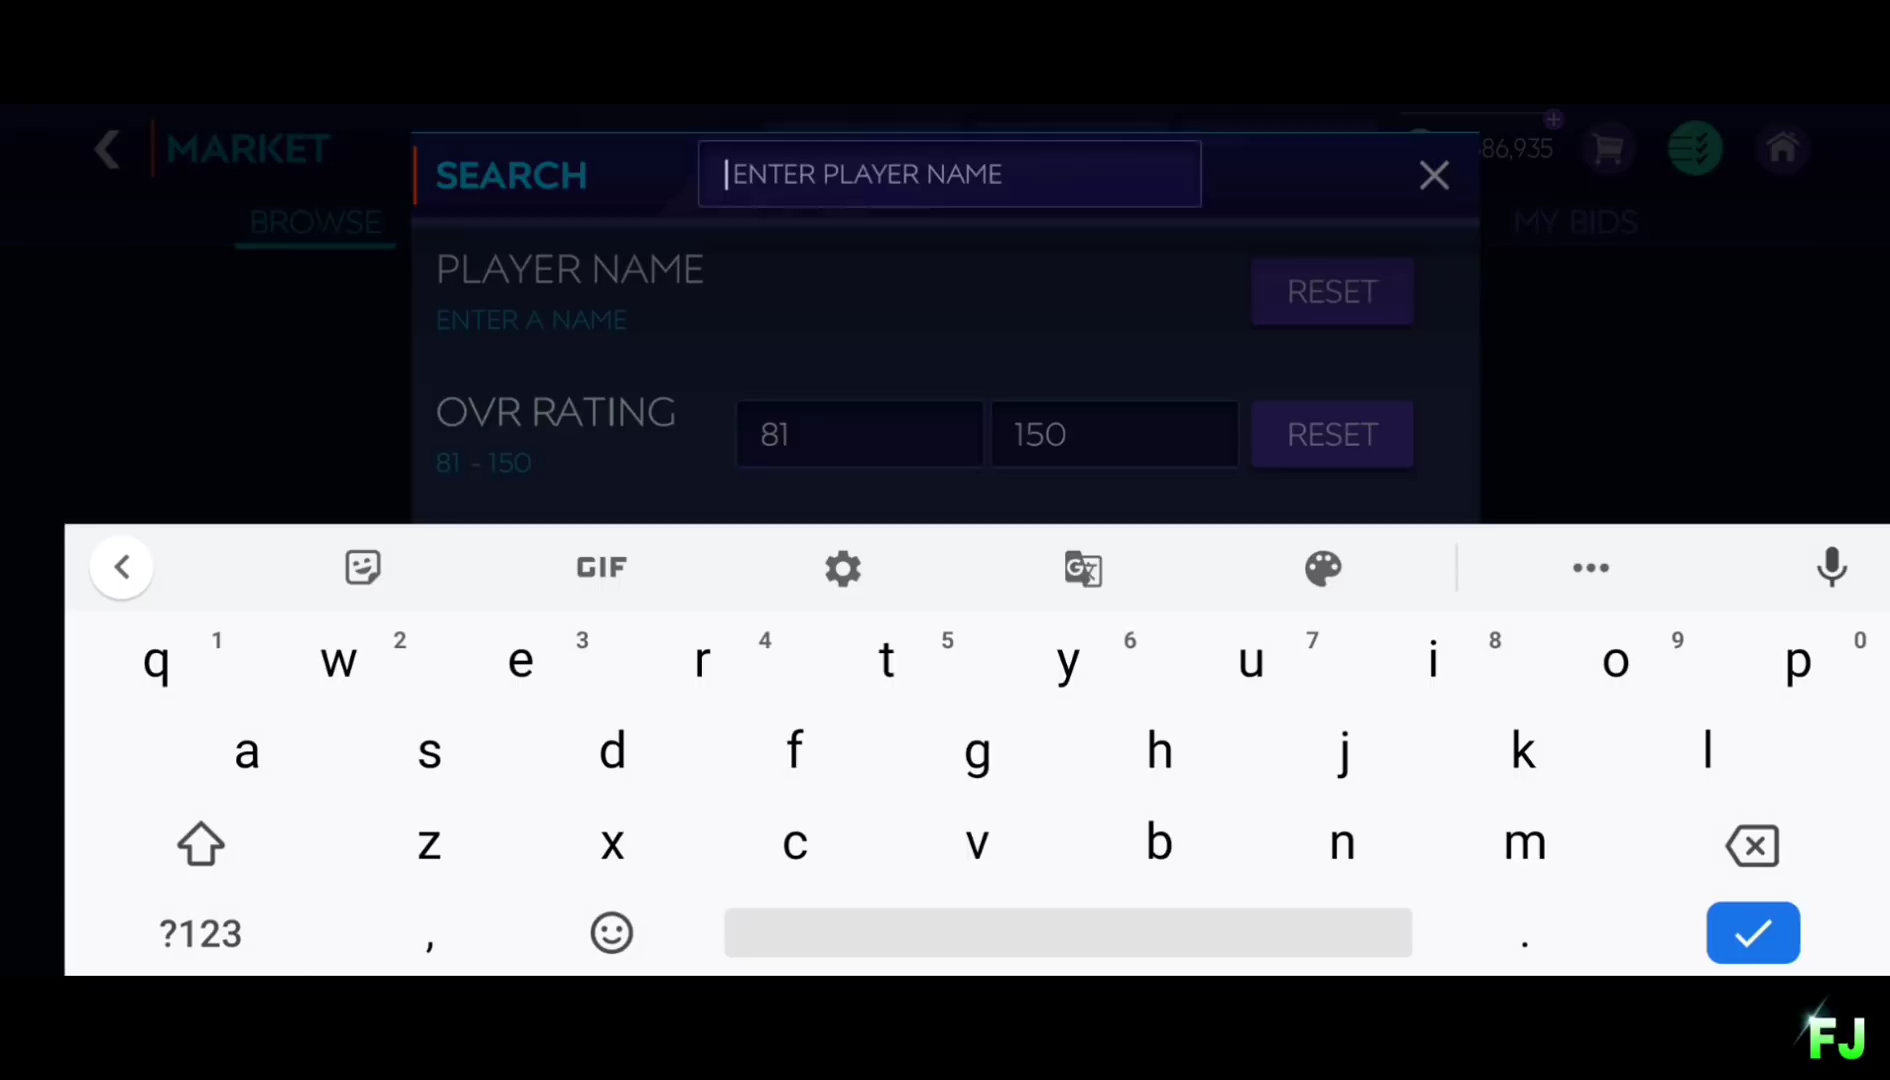 MARKET
SEARCH
ENTER PLAYER NAME
86,935
BROWSE
MY BIDS
PLAYER NAME
RESET
ENTER A NAME
OVR RATING
81
150
RESET
81 - 150
GIF
G
q 1 w 2 e 3 r 4 t 5 y 6 u 7 i 8 o 9 p 0
a s d f g h j k l
z x c v b n m
?123 , .
FJ